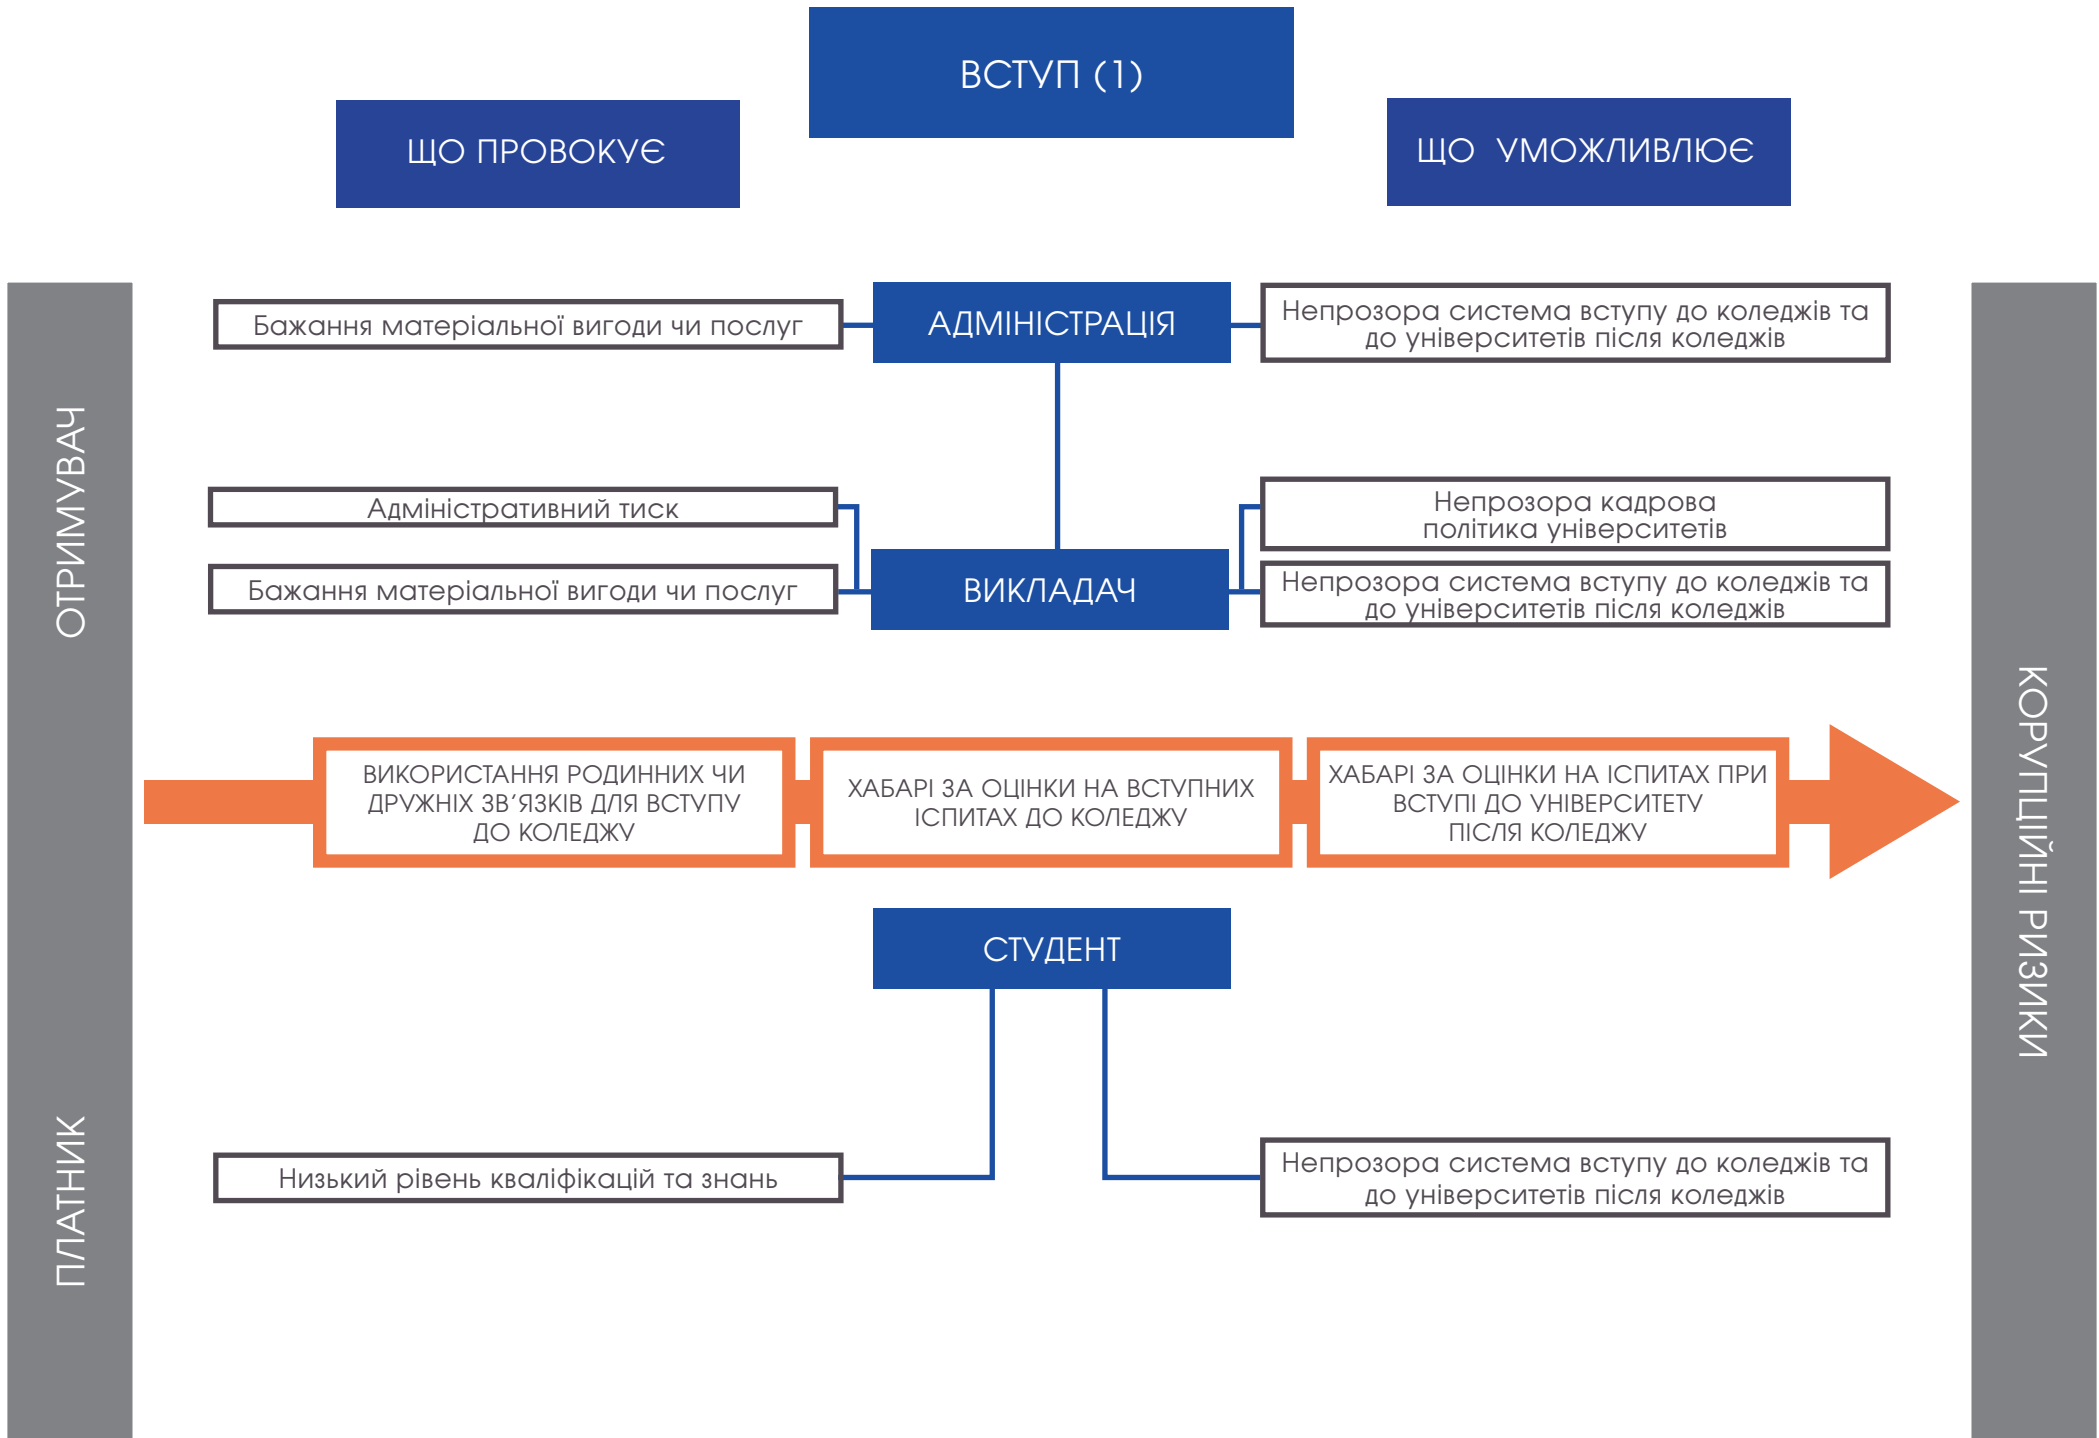 ВСТУП (1)
ЩО ПРОВОКУЄ
ЩО УМОЖЛИВЛЮЄ
ОТРИМУВАЧ
Бажання матеріальної вигоди чи послуг
АДМІНІСТРАЦІЯ
Непрозора система вступу до коледжів та
до університетів після коледжів
Адміністративний тиск
Бажання матеріальної вигоди чи послуг
ВИКЛАДАЧ
Непрозора кадрова
політика університетів
Непрозора система вступу до коледжів та
до університетів після коледжів
ВИКОРИСТАННЯ РОДИННИХ ЧИ
ДРУЖНІХ ЗВ’ЯЗКІВ ДЛЯ ВСТУПУ
ДО КОЛЕДЖУ
ХАБАРІ ЗА ОЦІНКИ НА ВСТУПНИХ
ІСПИТАХ ДО КОЛЕДЖУ
ХАБАРІ ЗА ОЦІНКИ НА ІСПИТАХ ПРИ
ВСТУПІ ДО УНІВЕРСИТЕТУ
ПІСЛЯ КОЛЕДЖУ
КОРУПЦІЙНІ РИЗИКИ
СТУДЕНТ
ПЛАТНИК
Низький рівень кваліфікацій та знань
Непрозора система вступу до коледжів та
до університетів після коледжів